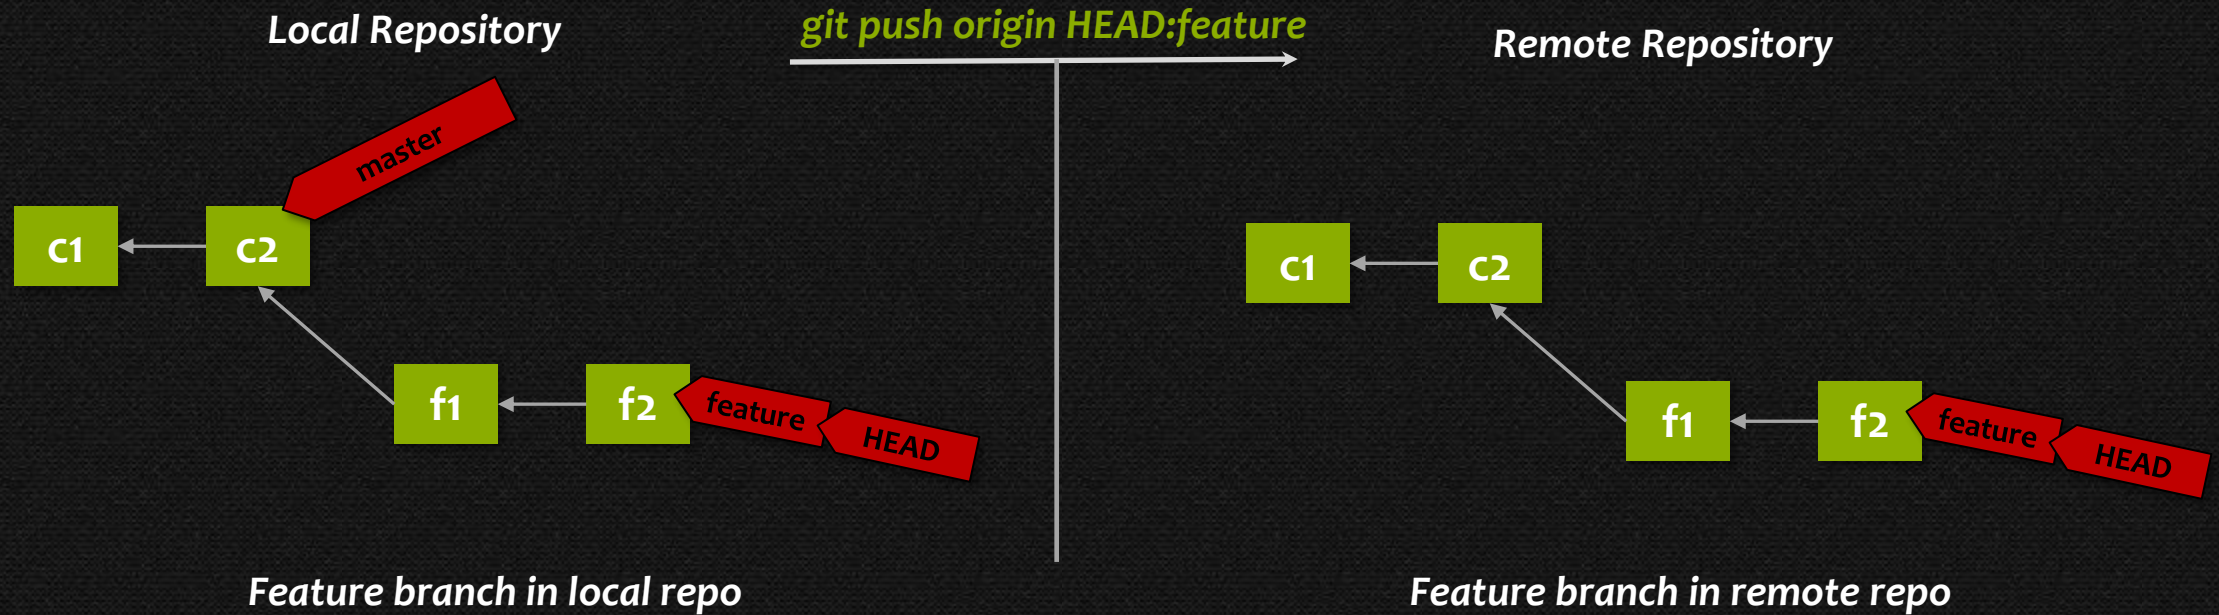 Local Repository
git push origin HEAD:feature
Remote Repository
master
c1
c2
f1
f2
feature
HEAD
c1
c2
f1
f2
feature
HEAD
Feature branch in local repo
Feature branch in remote repo